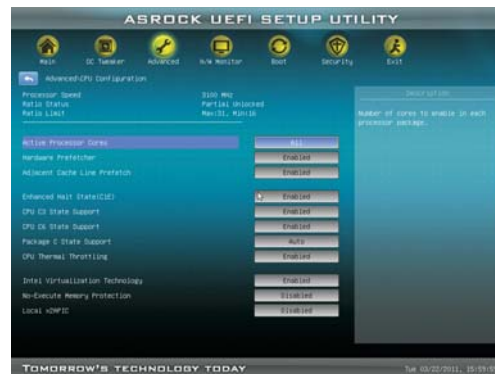 ASROCK UEFI SETUP UTILITY
Main OC Tweaker Advanced H/W Monitor Boot Security Exit
Advanced\CPU Configuration
Description
Processor Speed 3100 MHz
Ratio Status Partial Unlocked
Ratio Limit Max:31, Min:16
Number of cores to enable in each
processor package.
Active Processor Cores All
Hardware Prefetcher Enabled
Adjacent Cache Line Prefetch Enabled
Enhanced Halt State(C1E) Enabled
CPU C3 State Support Enabled
CPU C6 State Support Enabled
Package C State Support Auto
CPU Thermal Throttling Enabled
Intel Virtualization Technology Enabled
No-Execute Memory Protection Disabled
Local x2APIC Disabled
TOMORROW'S TECHNOLOGY TODAY
Tue 03/22/2011,